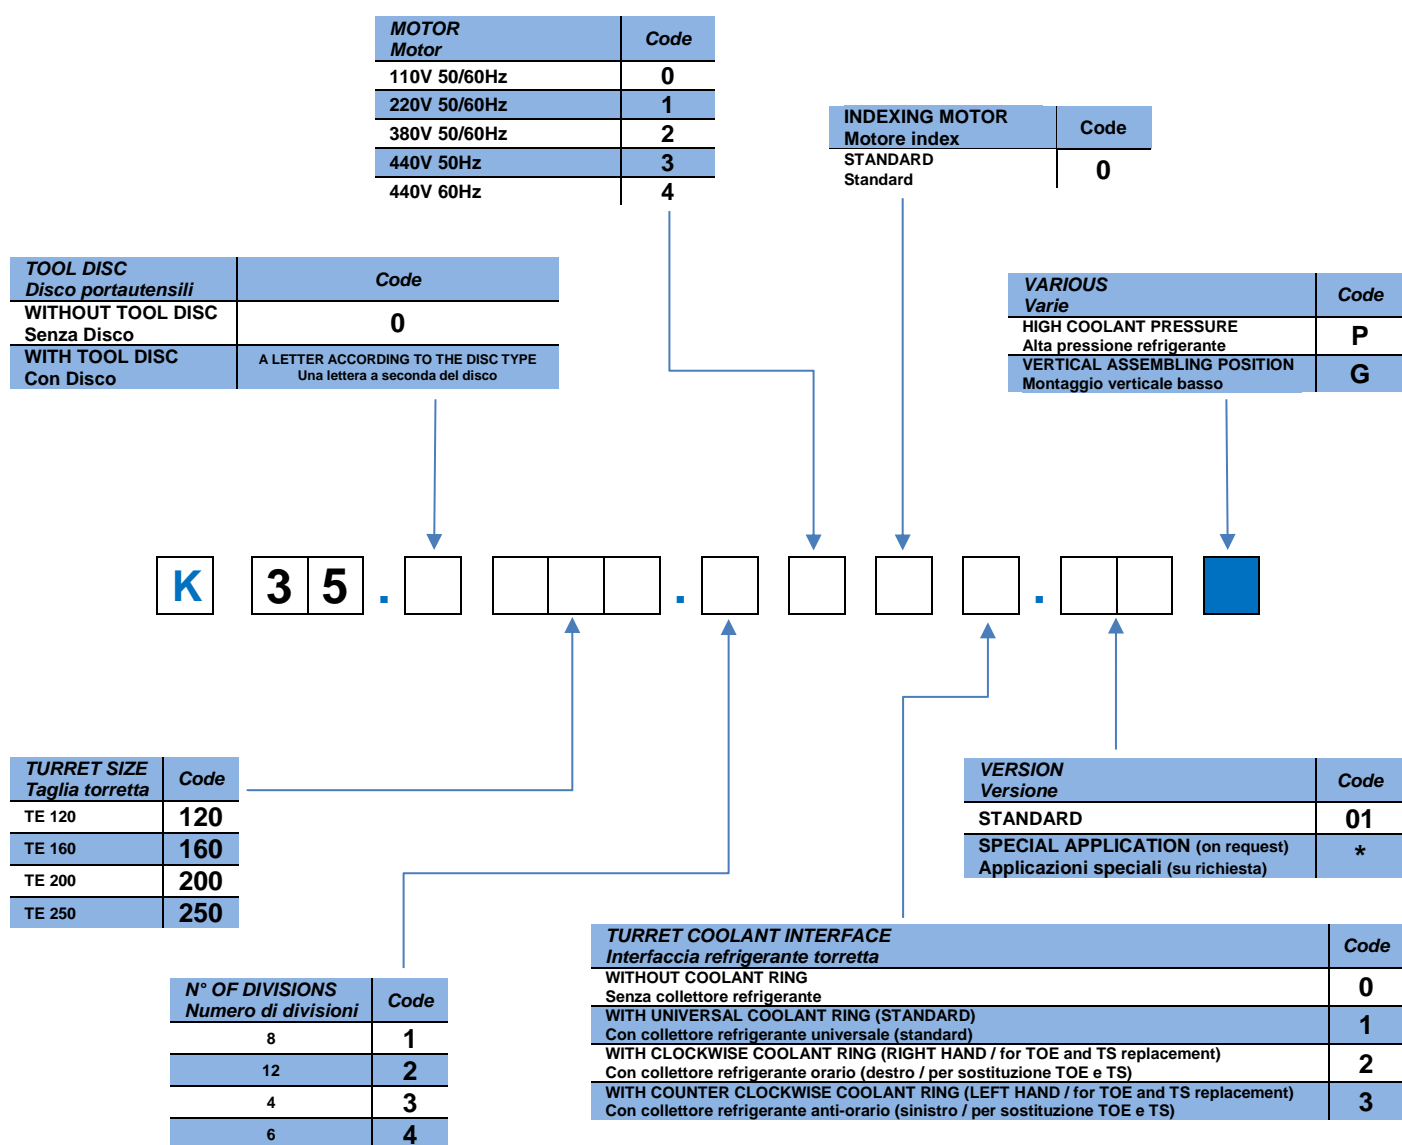 MOTOR
Motor
Code
110V 50/60Hz 0
220V 50/60Hz 1
380V 50/60Hz 2
440V 50Hz 3
440V 60Hz 4
INDEXING MOTOR
Motore index
Code
STANDARD
Standard
0
TOOL DISC
Disco portautensili
Code
WITHOUT TOOL DISC
Senza Disco
0
WITH TOOL DISC
Con Disco
A LETTER ACCORDING TO THE DISC TYPE
Una lettera a seconda del disco
VARIOUS
Varie
Code
HIGH COOLANT PRESSURE
Alta pressione refrigerante
P
VERTICAL ASSEMBLING POSITION
Montaggio verticale basso
G
K 35 . . .
TURRET SIZE
Taglia torretta
Code
TE 120 120
TE 160 160
TE 200 200
TE 250 250
VERSION
Versione
Code
STANDARD 01
SPECIAL APPLICATION (on request)
Applicazioni speciali (su richiesta)
*
TURRET COOLANT INTERFACE
Interfaccia refrigerante torretta
Code
WITHOUT COOLANT RING
Senza collettore refrigerante
0
WITH UNIVERSAL COOLANT RING (STANDARD)
Con collettore refrigerante universale (standard)
1
WITH CLOCKWISE COOLANT RING (RIGHT HAND / for TOE and TS replacement)
Con collettore refrigerante orario (destro / per sostituzione TOE e TS)
2
WITH COUNTER CLOCKWISE COOLANT RING (LEFT HAND / for TOE and TS replacement)
Con collettore refrigerante anti-orario (sinistro / per sostituzione TOE e TS)
3
N° OF DIVISIONS
Numero di divisioni
Code
8 1
12 2
4 3
6 4